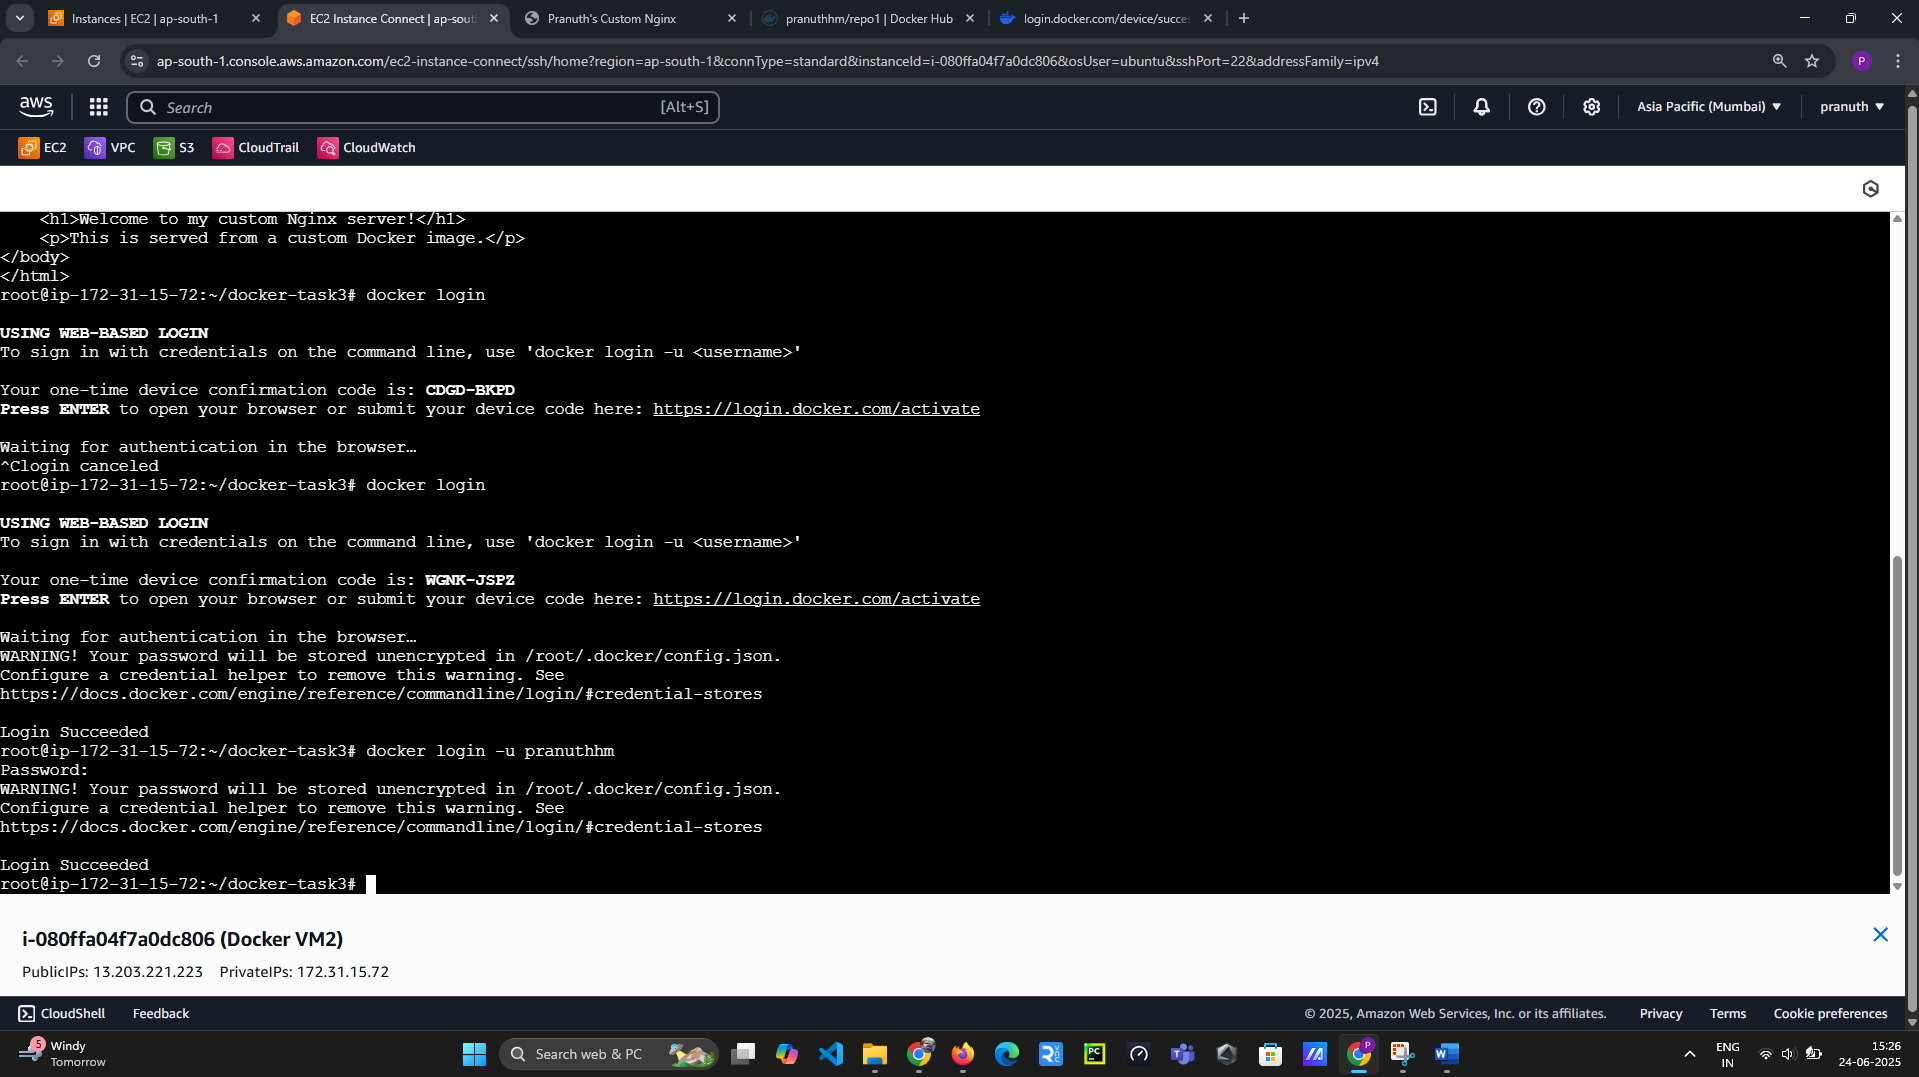 Instances | EC2 | ap-south-1
EC2 Instance Connect | ap-sout
Pranuth's Custom Nginx
pranuthhm/repo1 | Docker Hub
login.docker.com/device/succe
ap-south-1.console.aws.amazon.com/ec2-instance-connect/ssh/home?region=ap-south-1&connType=standard&instanceId=i-080ffa04f7a0dc806&osUser=ubuntu&sshPort=22&addressFamily=ipv4
P
aws
Search
[Alt+S]
Asia Pacific (Mumbai)
pranuth
EC2
VPC
S3
CloudTrail
CloudWatch
<h1>Welcome to my custom Nginx server!</h1>
<p>This is served from a custom Docker image.</p>
</body>
</html>
root@ip-172-31-15-72:~/docker-task3# docker login
USING WEB-BASED LOGIN
To sign in with credentials on the command line, use 'docker login -u <username>'
Your one-time device confirmation code is: CDGD-BKPD
Press ENTER to open your browser or submit your device code here: https://login.docker.com/activate
Waiting for authentication in the browser…
^Clogin canceled
root@ip-172-31-15-72:~/docker-task3# docker login
USING WEB-BASED LOGIN
To sign in with credentials on the command line, use 'docker login -u <username>'
Your one-time device confirmation code is: WGNK-JSPZ
Press ENTER to open your browser or submit your device code here: https://login.docker.com/activate
Waiting for authentication in the browser…
WARNING! Your password will be stored unencrypted in /root/.docker/config.json.
Configure a credential helper to remove this warning. See
https://docs.docker.com/engine/reference/commandline/login/#credential-stores
Login Succeeded
root@ip-172-31-15-72:~/docker-task3# docker login -u pranuthhm
Password:
WARNING! Your password will be stored unencrypted in /root/.docker/config.json.
Configure a credential helper to remove this warning. See
https://docs.docker.com/engine/reference/commandline/login/#credential-stores
Login Succeeded
root@ip-172-31-15-72:~/docker-task3#
i-080ffa04f7a0dc806 (Docker VM2)
PublicIPs: 13.203.221.223 PrivateIPs: 172.31.15.72
CloudShell
Feedback
© 2025, Amazon Web Services, Inc. or its affiliates.
Privacy
Terms
Cookie preferences
5
Windy
Tomorrow
Search web & PC
ENG
IN
15:26
24-06-2025